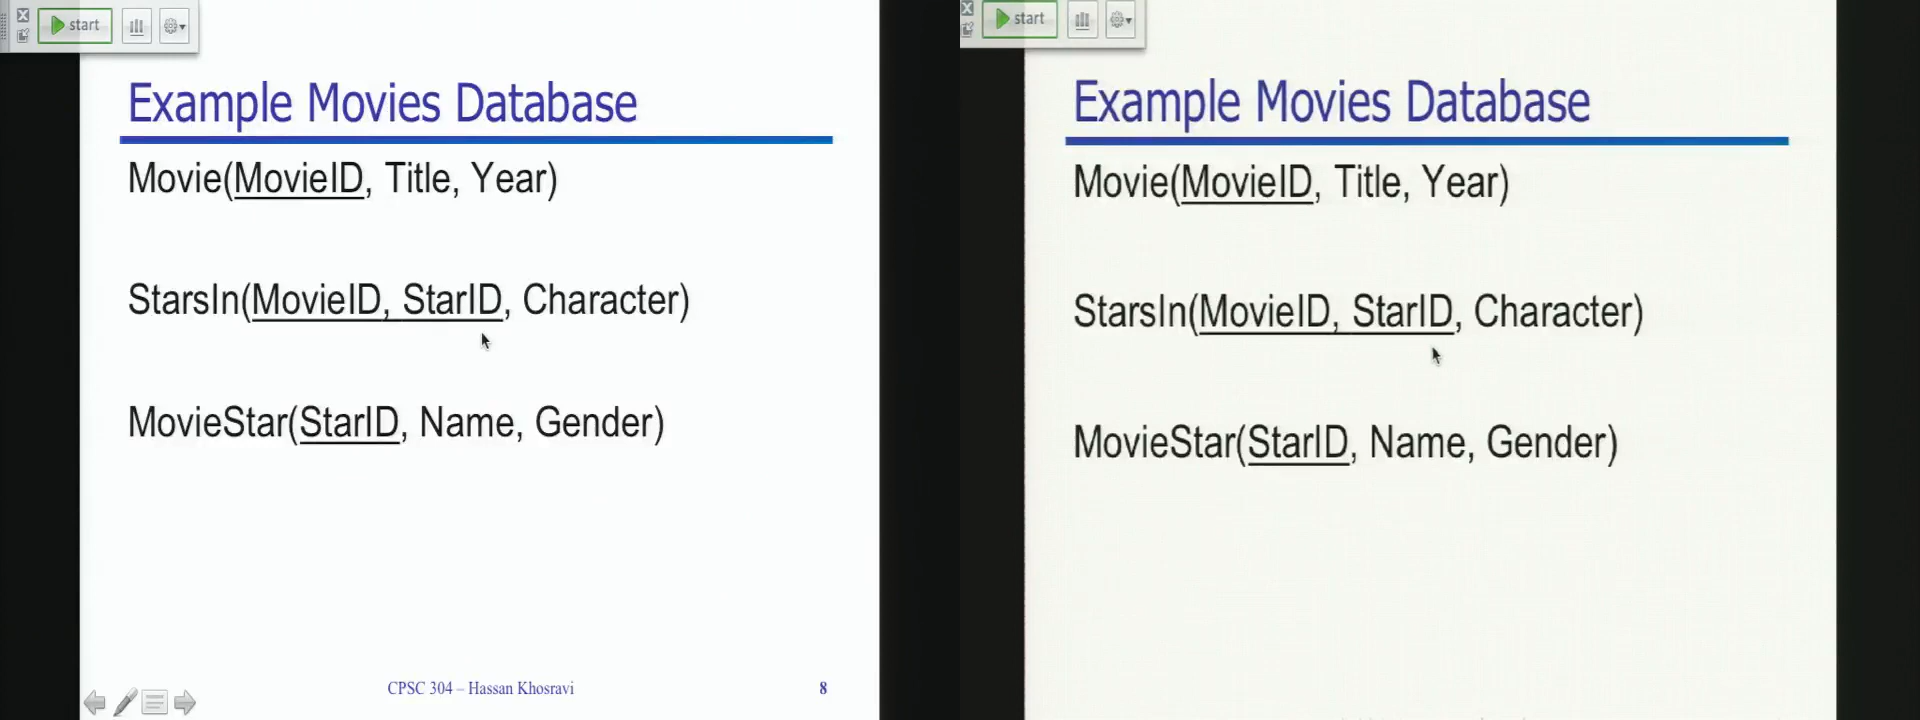 start
Example Movies Database
Movie(MovieID, Title, Year)
StarsIn(MovieID, StarID, Character)
MovieStar(StarID, Name, Gender)
CPSC 304 – Hassan Khosravi
8
start
Example Movies Database
Movie(MovieID, Title, Year)
StarsIn(MovieID, StarID, Character)
MovieStar(StarID, Name, Gender)